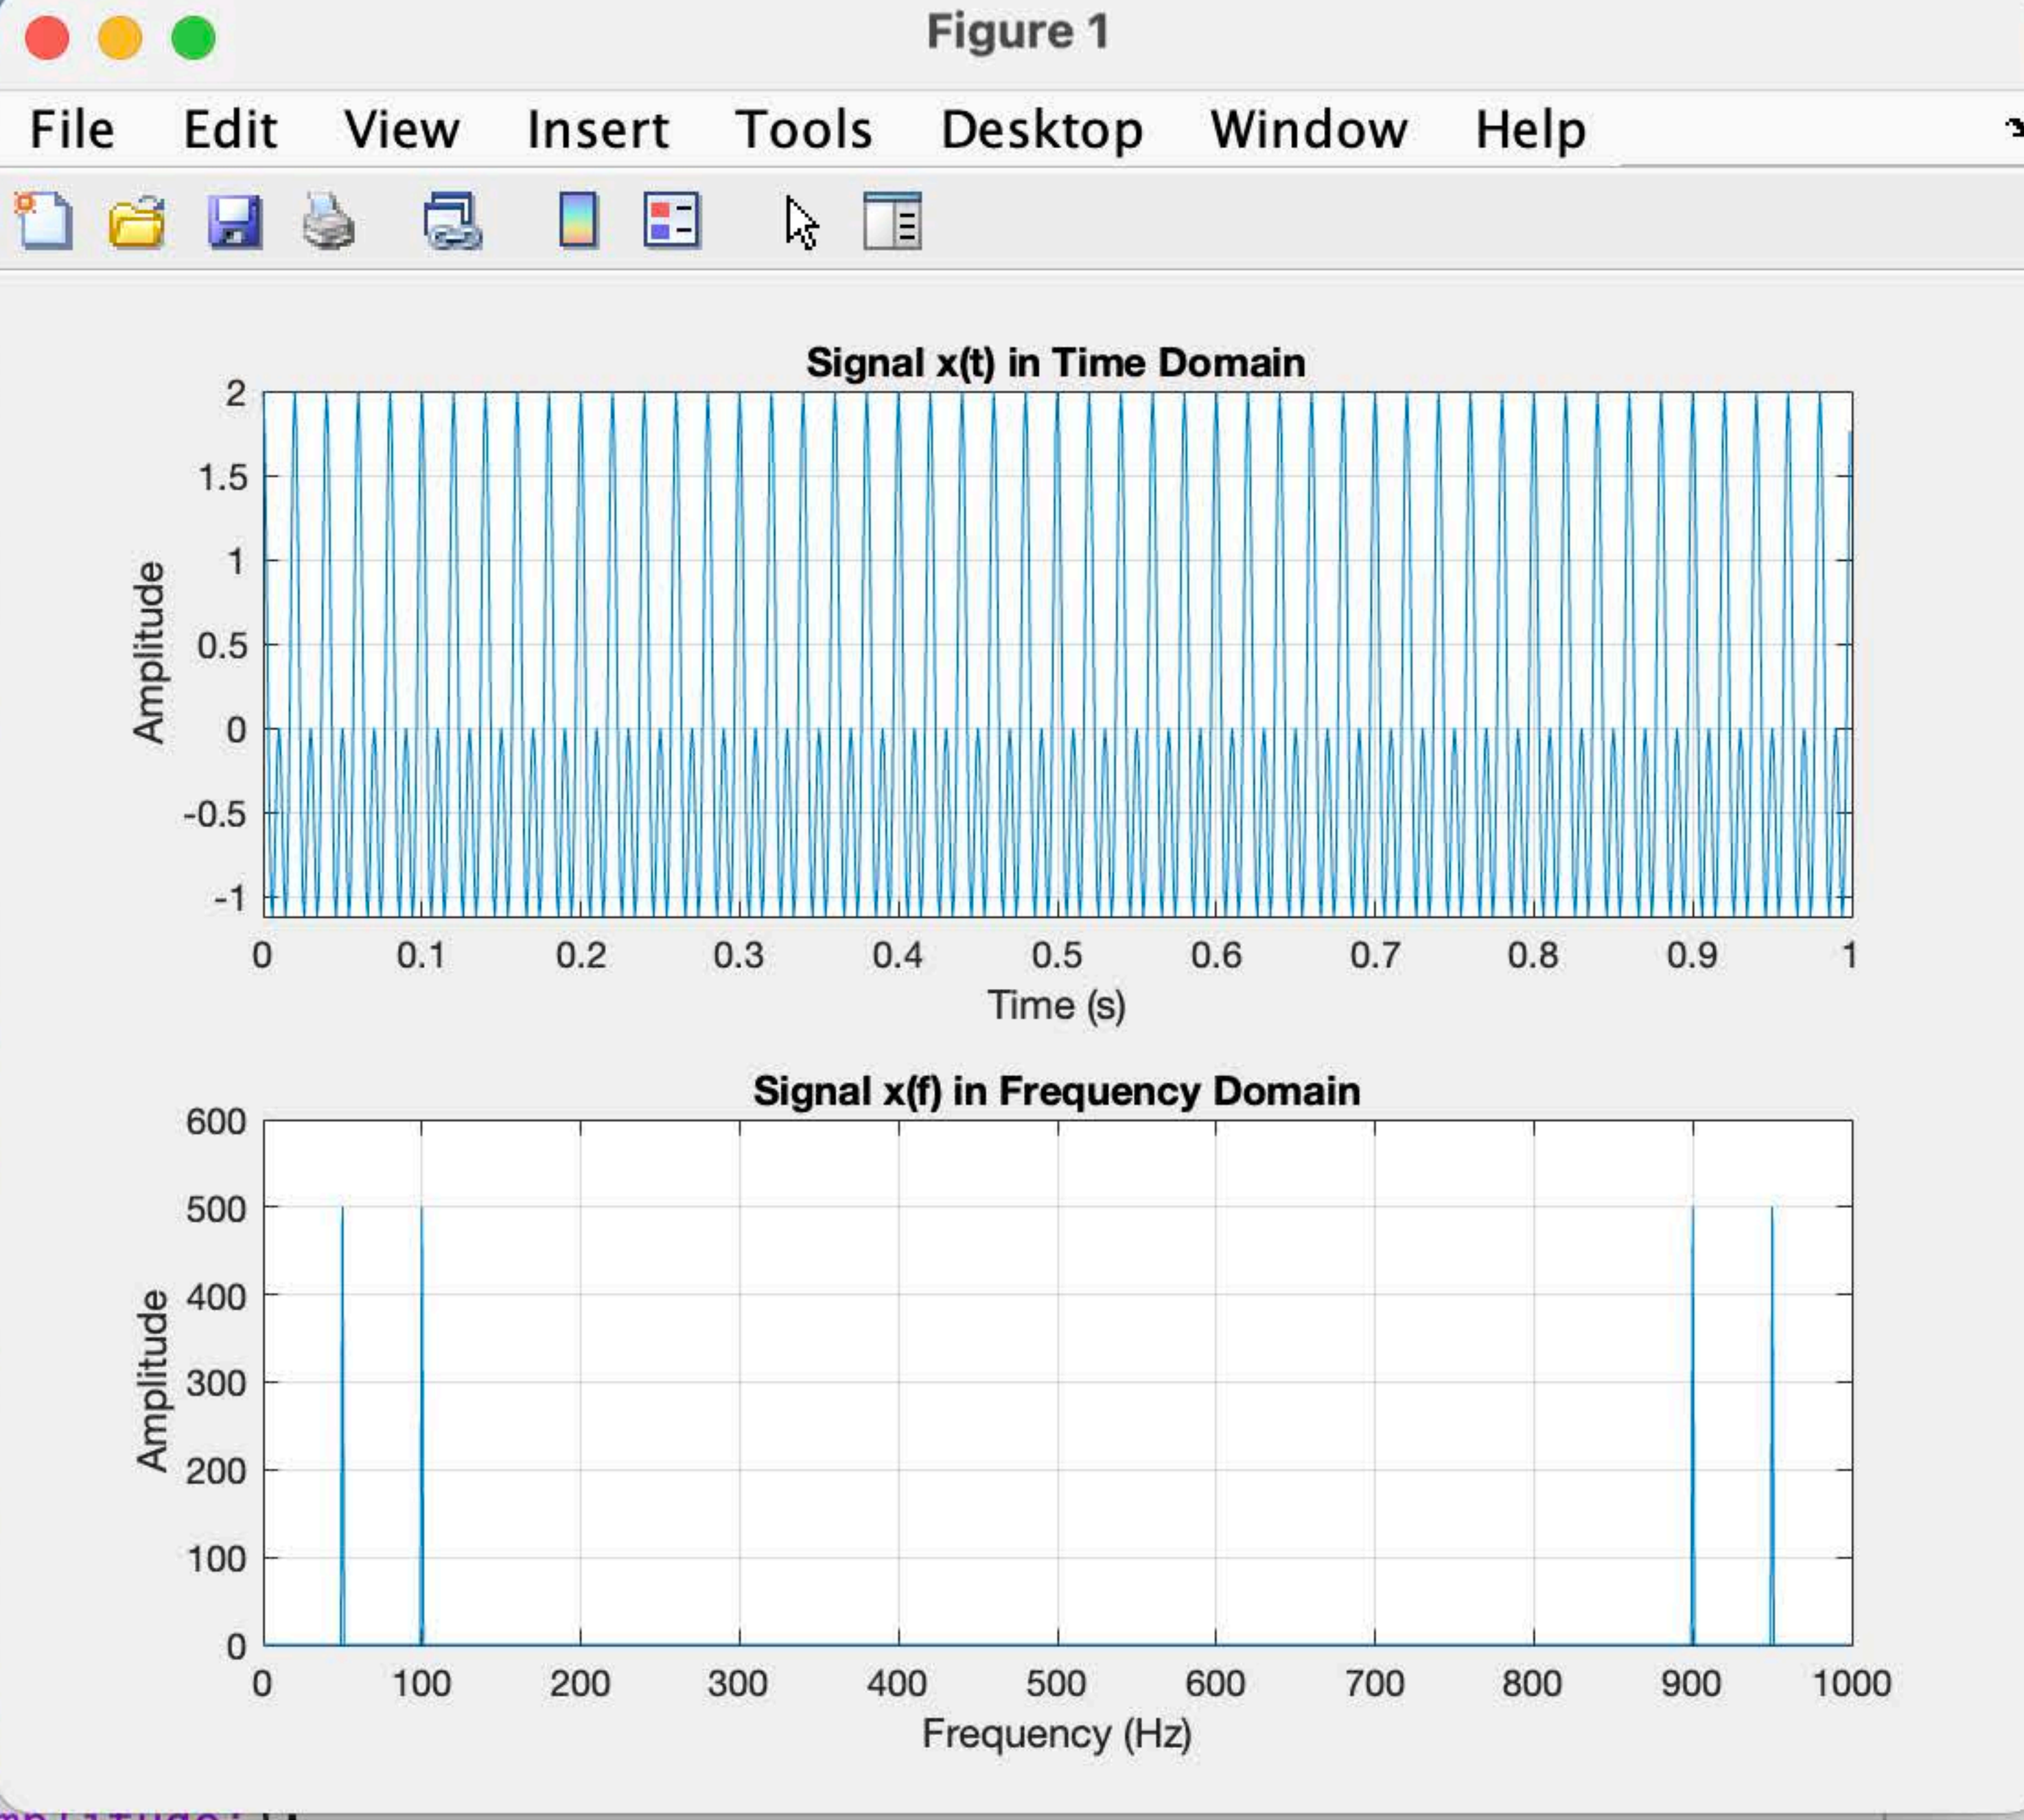 Figure 1
File Edit View Insert Tools Desktop Window Help
Signal x(t) in Time Domain
2
1.5
1
0.5
0
-0.5
-1
Amplitude
0 0.1 0.2 0.3 0.4 0.5 0.6 0.7 0.8 0.9 1
Time (s)
Signal x(f) in Frequency Domain
600
500
400
300
200
100
0
Amplitude
0 100 200 300 400 500 600 700 800 900 1000
Frequency (Hz)